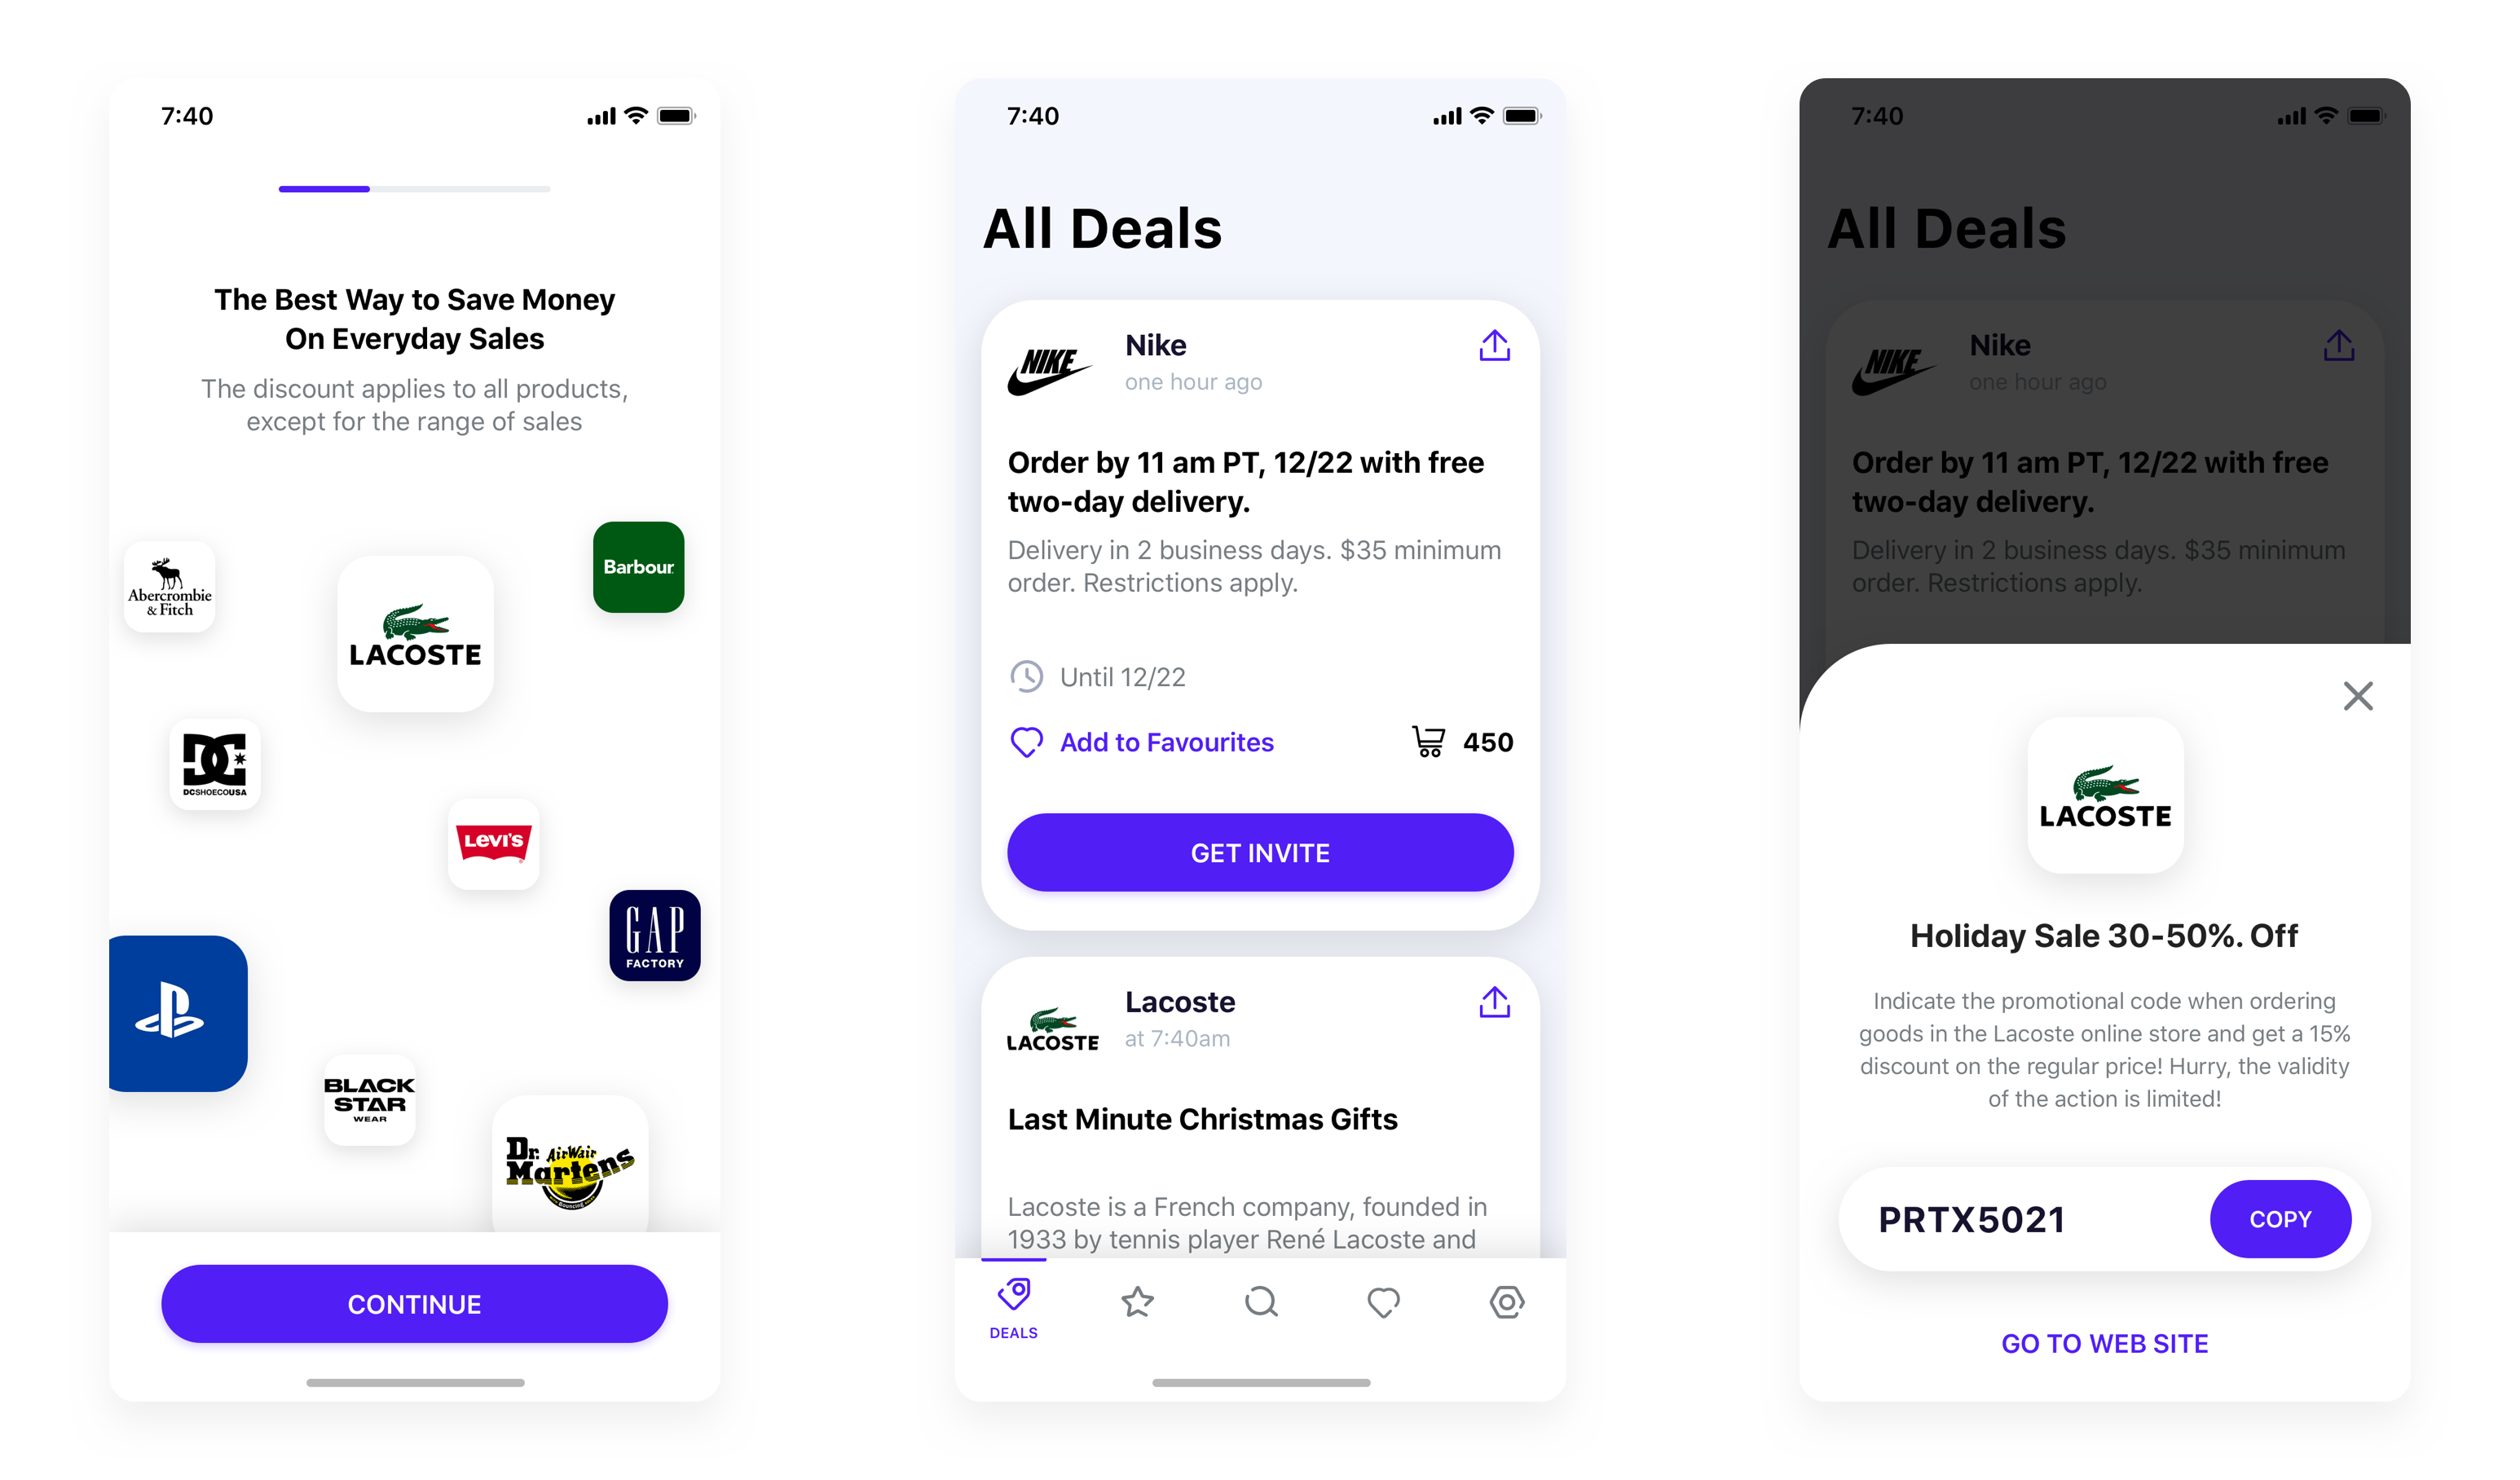 7:40
The Best Way to Save Money
On Everyday Sales
The discount applies to all products,
except for the range of sales
Abercrombie
& Fitch
LACOSTE
Barbour
DCSHOECOUSA
LEVI'S
GAP
FACTORY
BLACK
STAR
WEAR
Dr. AirWair
Martens
Bouncing
CONTINUE
7:40
All Deals
NIKE
Nike
one hour ago
Order by 11 am PT, 12/22 with free
two-day delivery.
Delivery in 2 business days. $35 minimum
order. Restrictions apply.
Until 12/22
Add to Favourites
450
GET INVITE
LACOSTE
Lacoste
at 7:40am
Last Minute Christmas Gifts
Lacoste is a French company, founded in
1933 by tennis player René Lacoste and
DEALS
7:40
All Deals
NIKE
Nike
one hour ago
Order by 11 am PT, 12/22 with free
two-day delivery.
Delivery in 2 business days. $35 minimum
order. Restrictions apply.
LACOSTE
Holiday Sale 30-50%. Off
Indicate the promotional code when ordering
goods in the Lacoste online store and get a 15%
discount on the regular price! Hurry, the validity
of the action is limited!
PRTX5021
COPY
GO TO WEB SITE